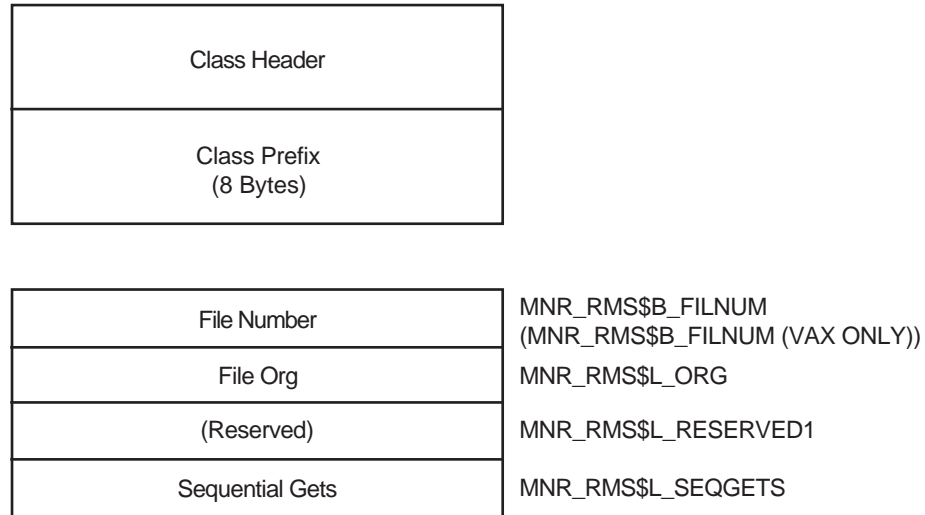 Class Header
Class Prefix
(8 Bytes)
File Number
MNR_RMS$B_FILNUM
(MNR_RMS$B_FILNUM (VAX ONLY))
File Org
MNR_RMS$L_ORG
(Reserved)
MNR_RMS$L_RESERVED1
Sequential Gets
MNR_RMS$L_SEQGETS